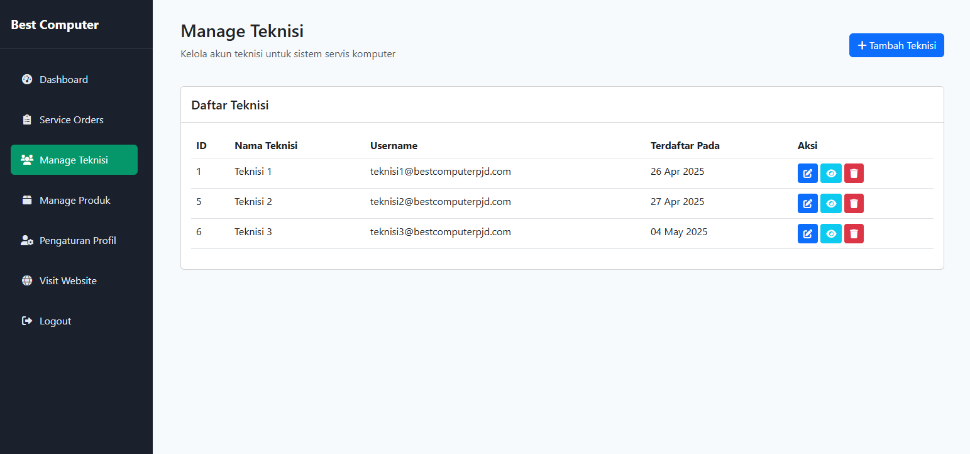 Best Computer
Dashboard
Service Orders
Manage Teknisi
Manage Produk
Pengaturan Profil
Visit Website
Logout
Manage Teknisi
Kelola akun teknisi untuk sistem servis komputer
+ Tambah Teknisi
Daftar Teknisi
ID Nama Teknisi Username Terdaftar Pada Aksi
1 Teknisi 1 teknisi1@bestcomputerpjd.com 26 Apr 2025
5 Teknisi 2 teknisi2@bestcomputerpjd.com 27 Apr 2025
6 Teknisi 3 teknisi3@bestcomputerpjd.com 04 May 2025